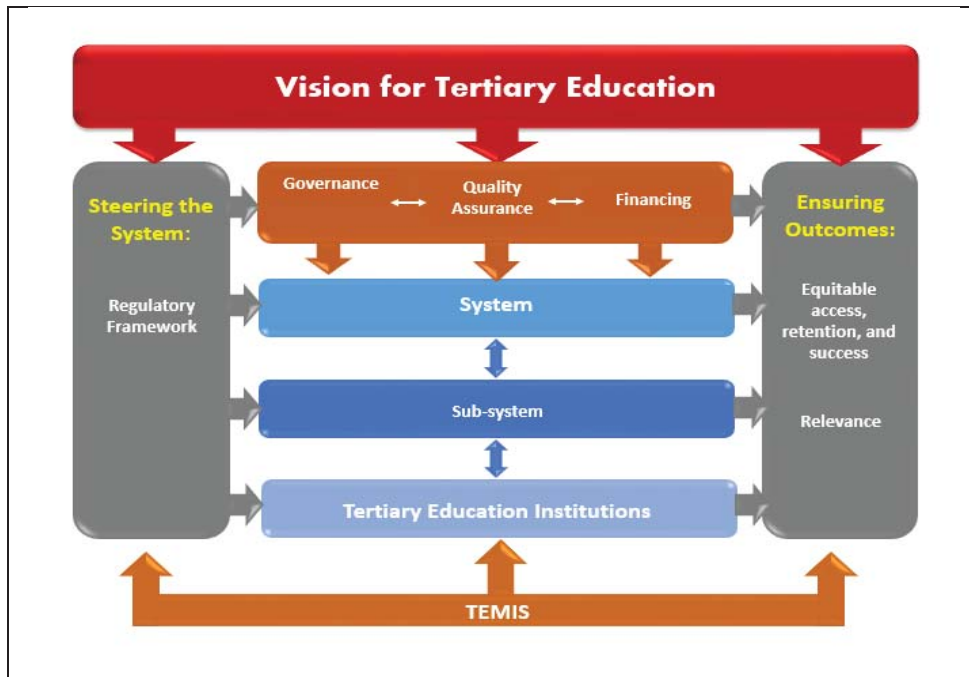 Vision for Tertiary Education
Steering the
System:
Regulatory
Framework
Governance
Quality
Assurance
Financing
System
Sub-system
Tertiary Education Institutions
Ensuring
Outcomes:
Equitable
access,
retention, and
success
Relevance
TEMIS